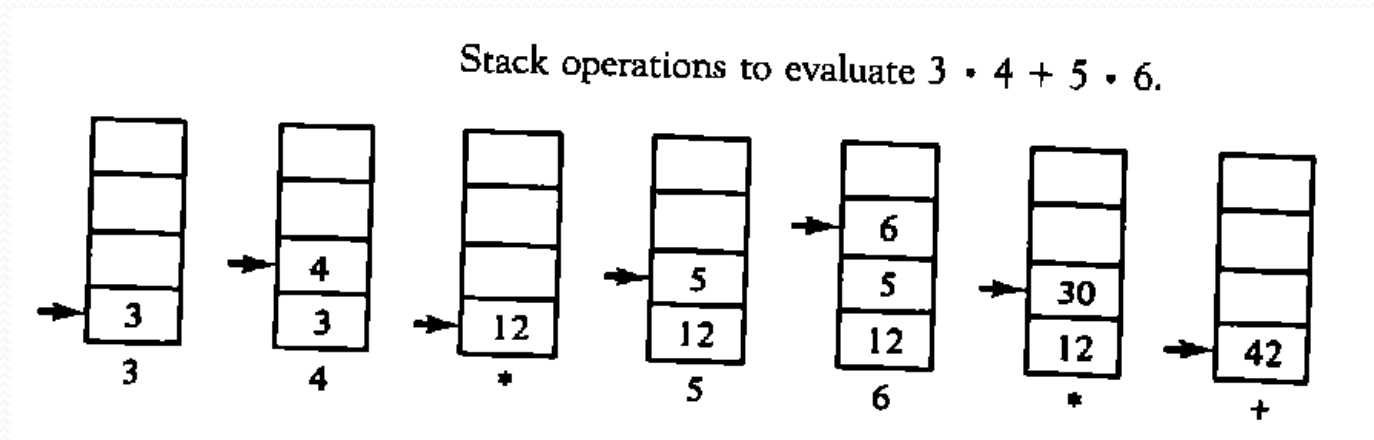 Stack operations to evaluate 3 • 4 + 5 • 6.
6
4 5 5 30
3 3 12 12 12 12 42
3 4 * 5 6 * +